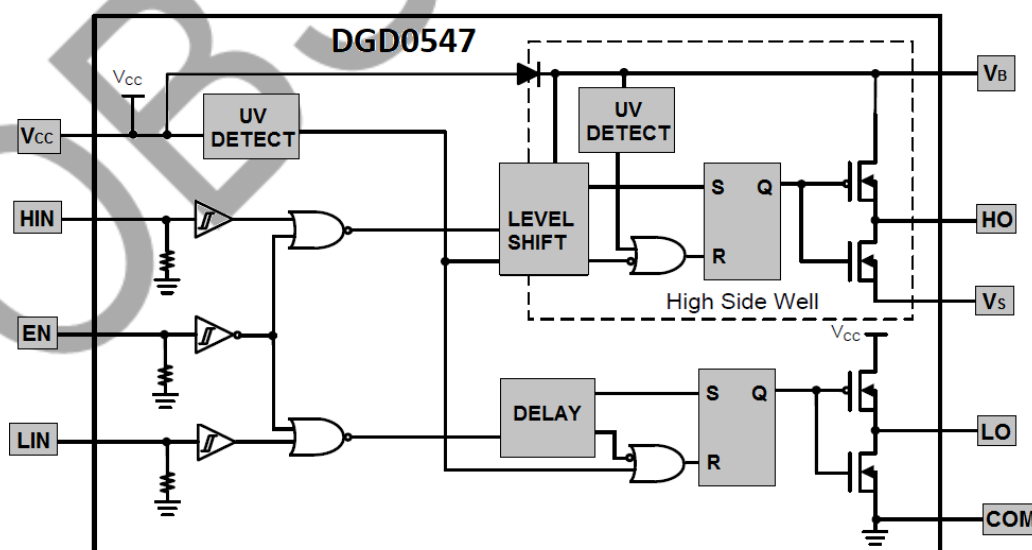 DGD0547
VCC
VCC
UV DETECT
UV DETECT
VB
HIN
LEVEL SHIFT
S Q
R
HO
High Side Well
VS
EN
VCC
LIN
DELAY
S Q
R
LO
COM